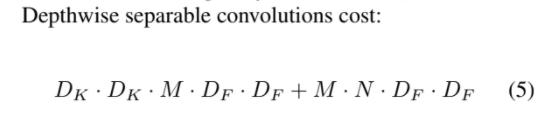 Depthwise separable convolutions cost:
D_K · D_K · M · D_F · D_F + M · N · D_F · D_F (5)